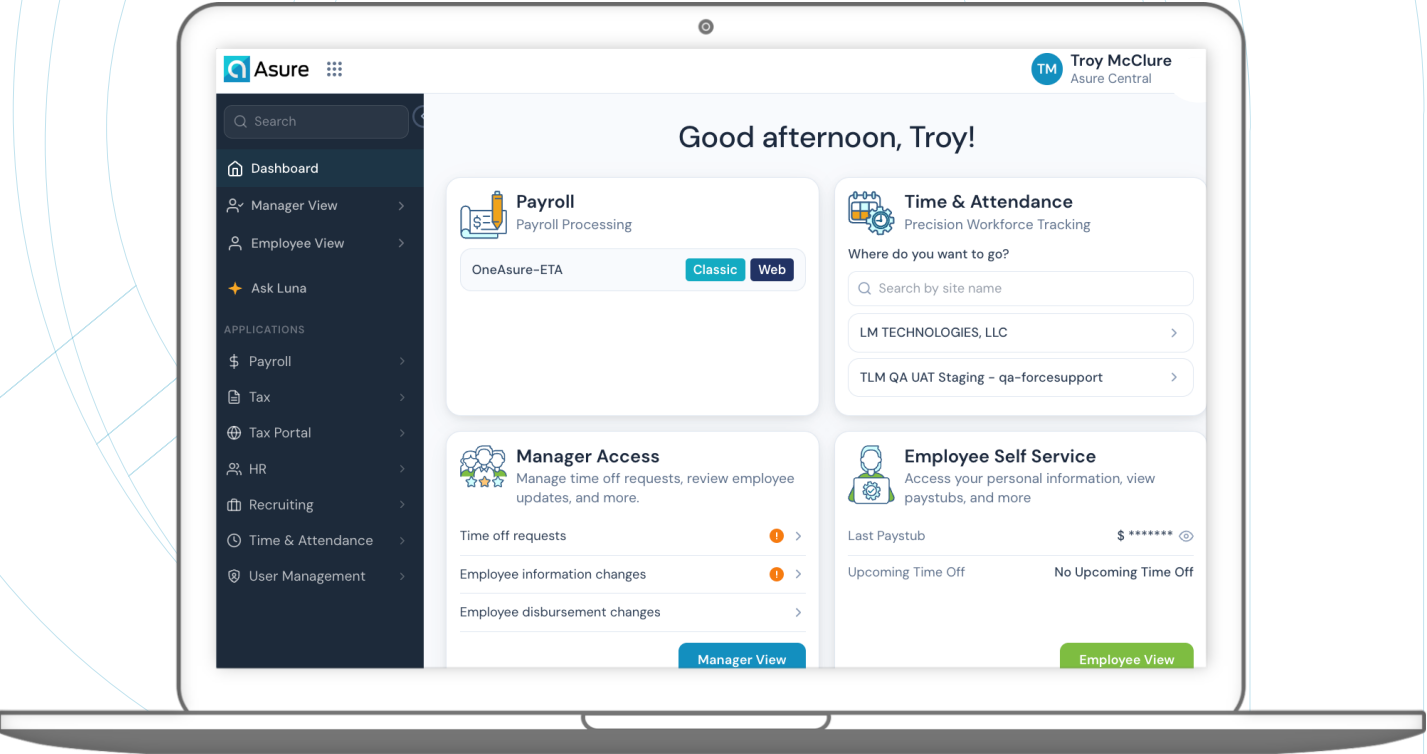 Asure
TM
Troy McClure
Asure Central
Search
Dashboard
Manager View
Employee View
Ask Luna
APPLICATIONS
Payroll
Tax
Tax Portal
HR
Recruiting
Time & Attendance
User Management
Good afternoon, Troy!
Payroll
Payroll Processing
OneAsure-ETA Classic Web
Time & Attendance
Precision Workforce Tracking
Where do you want to go?
Search by site name
LM TECHNOLOGIES, LLC
TLM QA UAT Staging - qa-forcesupport
Manager Access
Manage time off requests, review employee
updates, and more.
Time off requests
Employee information changes
Employee disbursement changes
Manager View
Employee Self Service
Access your personal information, view
paystubs, and more
Last Paystub $ *******
Upcoming Time Off No Upcoming Time Off
Employee View